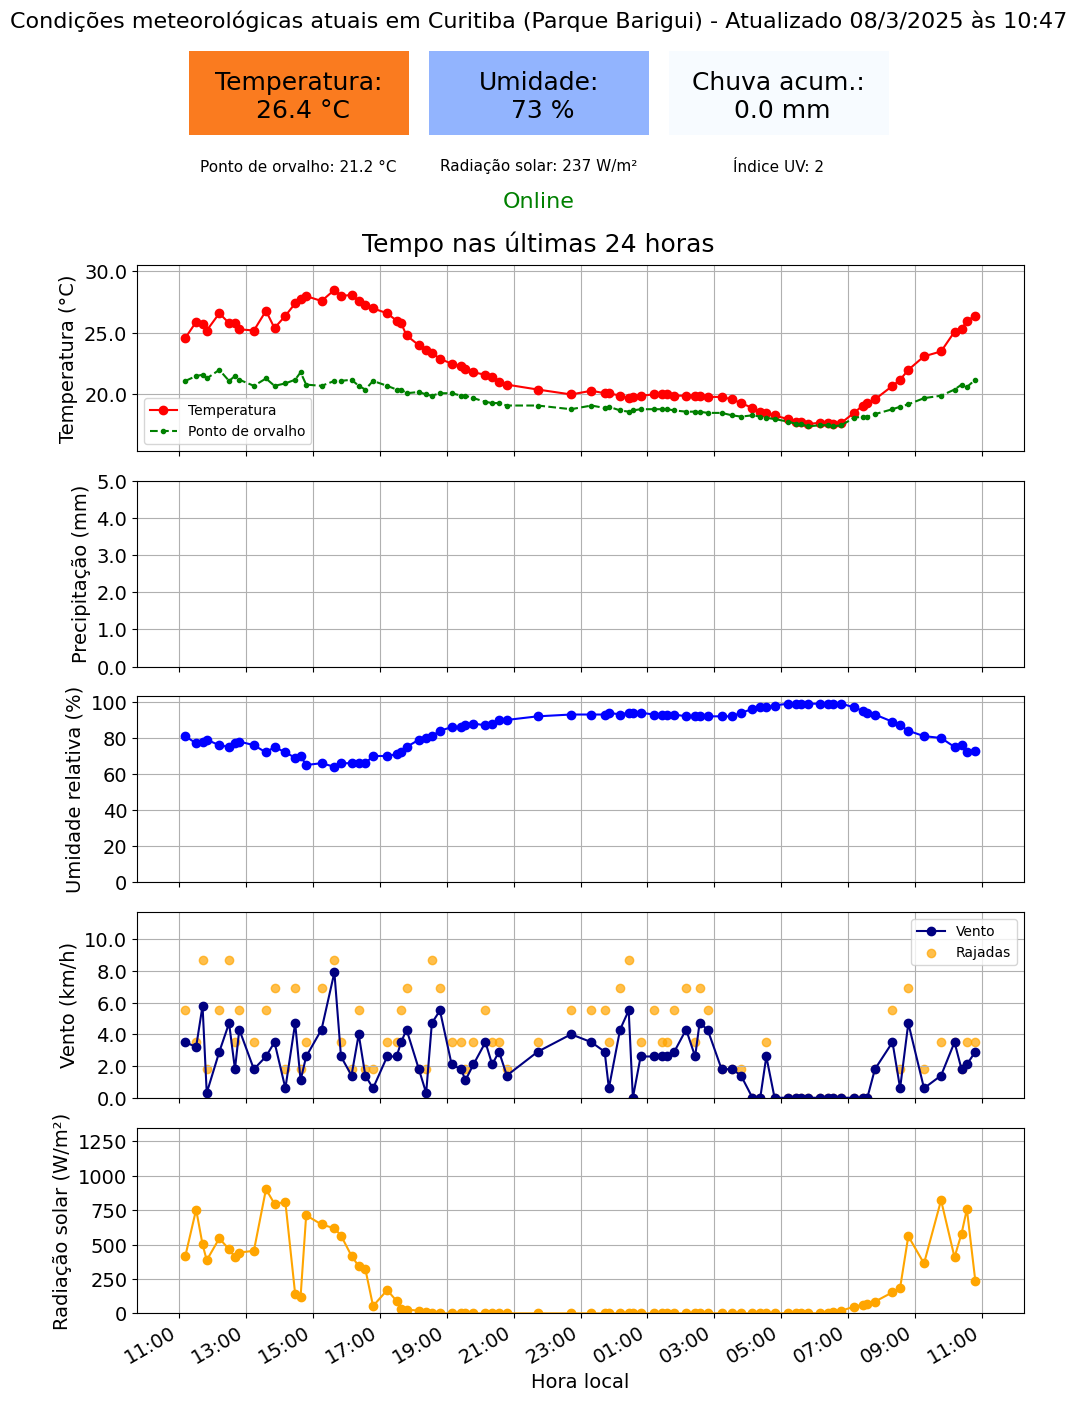 Condições meteorológicas atuais em Curitiba (Parque Barigui) - Atualizado 08/3/2025 às 10:47
Temperatura:
26.4 °C
Umidade:
73 %
Chuva acum.:
0.0 mm
Ponto de orvalho: 21.2 °C
Radiação solar: 237 W/m²
Índice UV: 2
Online
Tempo nas últimas 24 horas
Temperatura (°C)
30.0
25.0
20.0
Temperatura
Ponto de orvalho
Precipitação (mm)
5.0
4.0
3.0
2.0
1.0
0.0
Umidade relativa (%)
100
80
60
40
20
0
Vento (km/h)
10.0
8.0
6.0
4.0
2.0
0.0
Vento
Rajadas
Radiação solar (W/m²)
1250
1000
750
500
250
0
11:00
13:00
15:00
17:00
19:00
21:00
23:00
01:00
03:00
05:00
07:00
09:00
11:00
Hora local